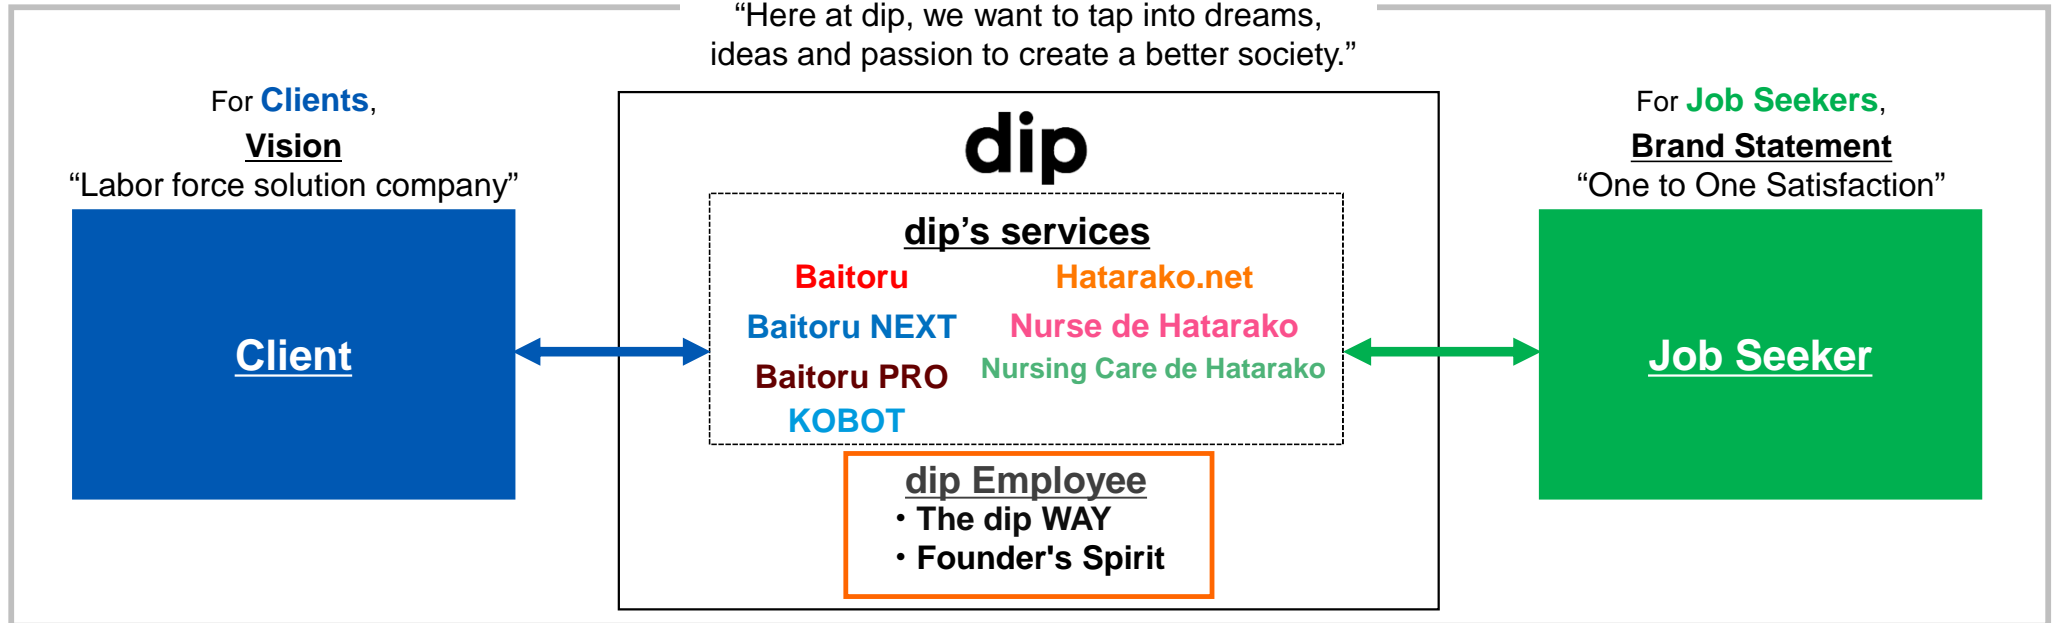 “Here at dip, we want to tap into dreams,
ideas and passion to create a better society.”
For Clients,
Vision
“Labor force solution company”
Client
dip
dip’s services
Baitoru
Hatarako.net
Baitoru NEXT
Nurse de Hatarako
Baitoru PRO
Nursing Care de Hatarako
KOBOT
dip Employee
・The dip WAY
・Founder's Spirit
For Job Seekers,
Brand Statement
“One to One Satisfaction”
Job Seeker